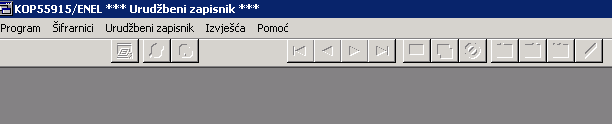 KOP55915/ENEL *** Urudžbeni zapisnik ***
Program Šifrarnici Urudžbeni zapisnik Izvješća Pomoć